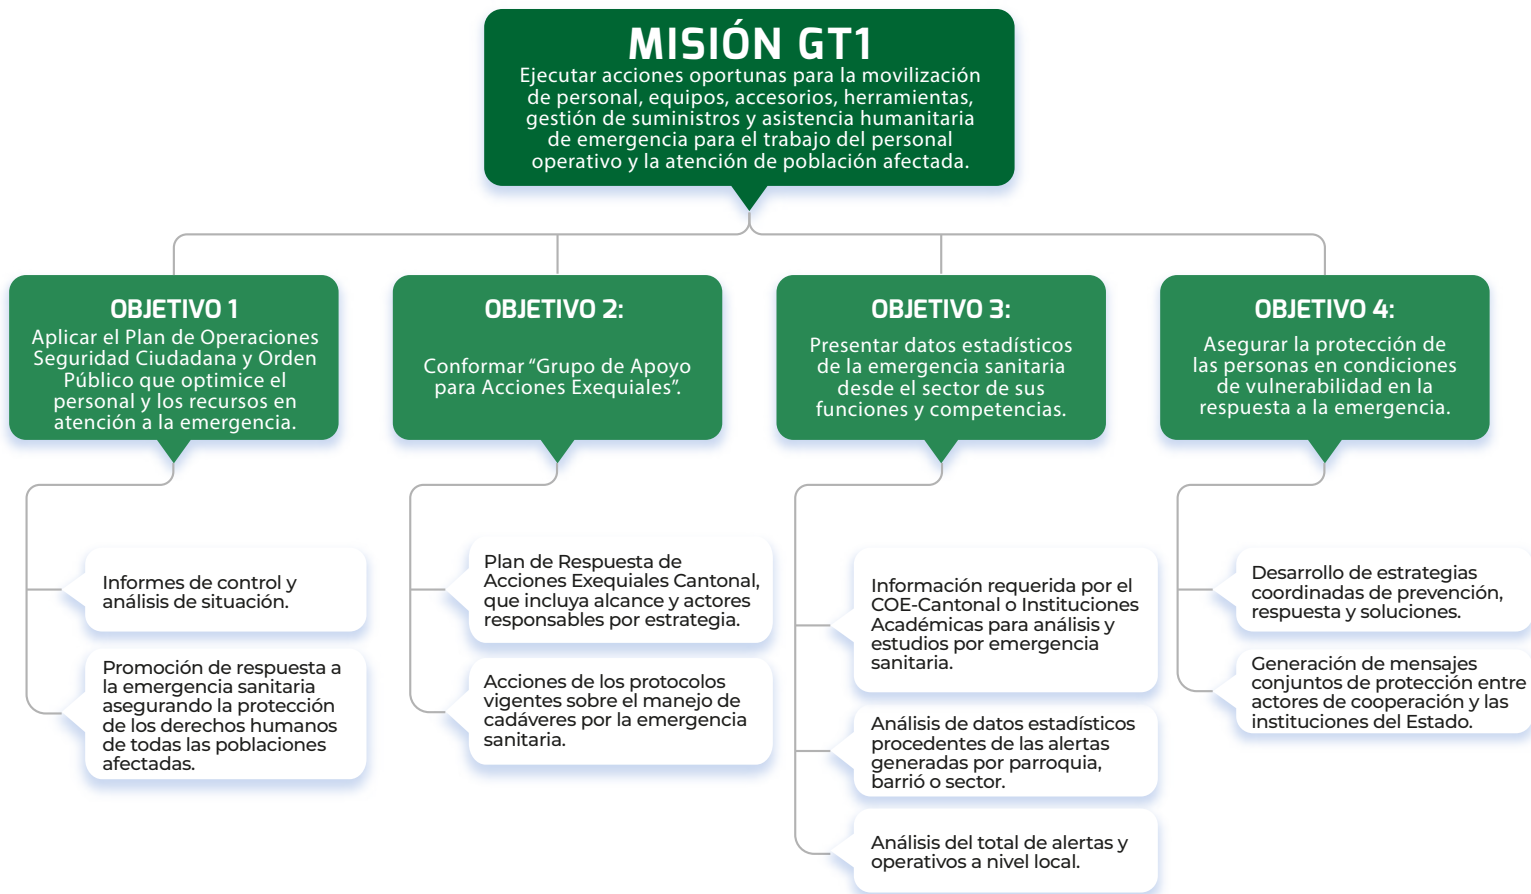 MISIÓN GT1
Ejecutar acciones oportunas para la movilización
de personal, equipos, accesorios, herramientas,
gestión de suministros y asistencia humanitaria
de emergencia para el trabajo del personal
operativo y la atención de población afectada.
OBJETIVO 1
Aplicar el Plan de Operaciones
Seguridad Ciudadana y Orden
Público que optimice el
personal y los recursos en
atención a la emergencia.
Informes de control y
análisis de situación.
Promoción de respuesta a
la emergencia sanitaria
asegurando la protección
de los derechos humanos
de todas las poblaciones
afectadas.
OBJETIVO 2:
Conformar “Grupo de Apoyo
para Acciones Exequiales”.
Plan de Respuesta de
Acciones Exequiales Cantonal,
que incluya alcance y actores
responsables por estrategia.
Acciones de los protocolos
vigentes sobre el manejo de
cadáveres por la emergencia
sanitaria.
OBJETIVO 3:
Presentar datos estadísticos
de la emergencia sanitaria
desde el sector de sus
funciones y competencias.
Información requerida por el
COE-Cantonal o Instituciones
Académicas para análisis y
estudios por emergencia
sanitaria.
Análisis de datos estadísticos
procedentes de las alertas
generadas por parroquia,
barrió o sector.
Análisis del total de alertas y
operativos a nivel local.
OBJETIVO 4:
Asegurar la protección de
las personas en condiciones
de vulnerabilidad en la
respuesta a la emergencia.
Desarrollo de estrategias
coordinadas de prevención,
respuesta y soluciones.
Generación de mensajes
conjuntos de protección entre
actores de cooperación y las
instituciones del Estado.